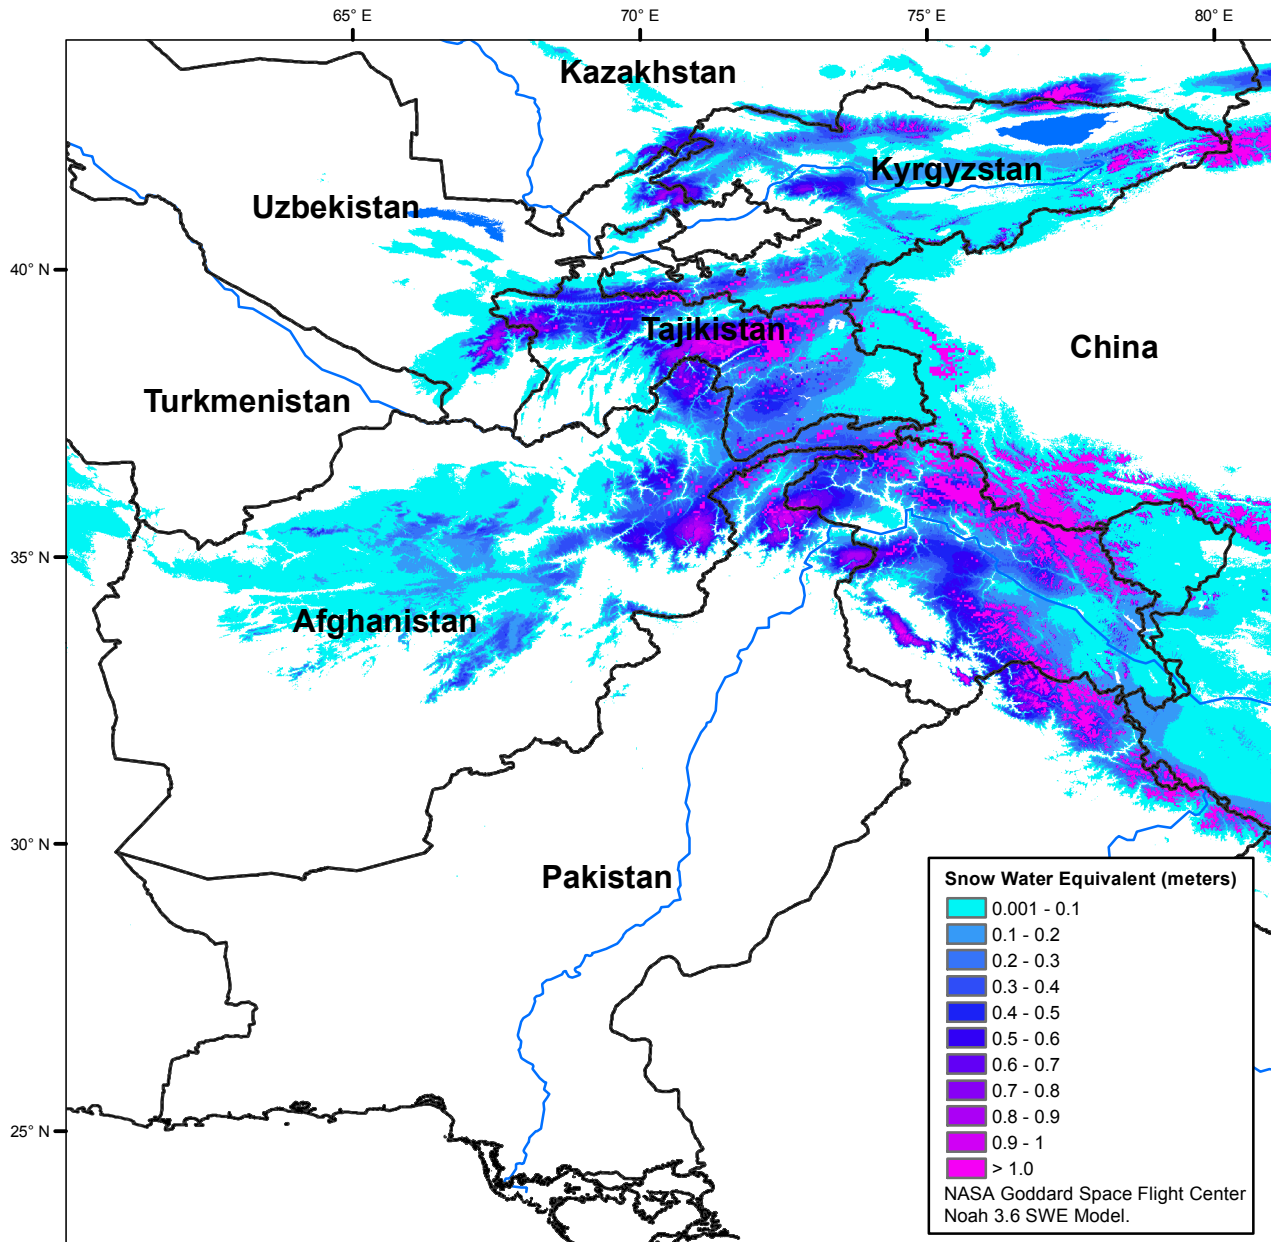 65° E
70° E
75° E
80° E
Kazakhstan
Kyrgyzstan
Uzbekistan
40° N
Tajikistan
China
Turkmenistan
35° N
Afghanistan
30° N
Pakistan
25° N
Snow Water Equivalent (meters)
0.001 - 0.1
0.1 - 0.2
0.2 - 0.3
0.3 - 0.4
0.4 - 0.5
0.5 - 0.6
0.6 - 0.7
0.7 - 0.8
0.8 - 0.9
0.9 - 1
> 1.0
NASA Goddard Space Flight Center
Noah 3.6 SWE Model.